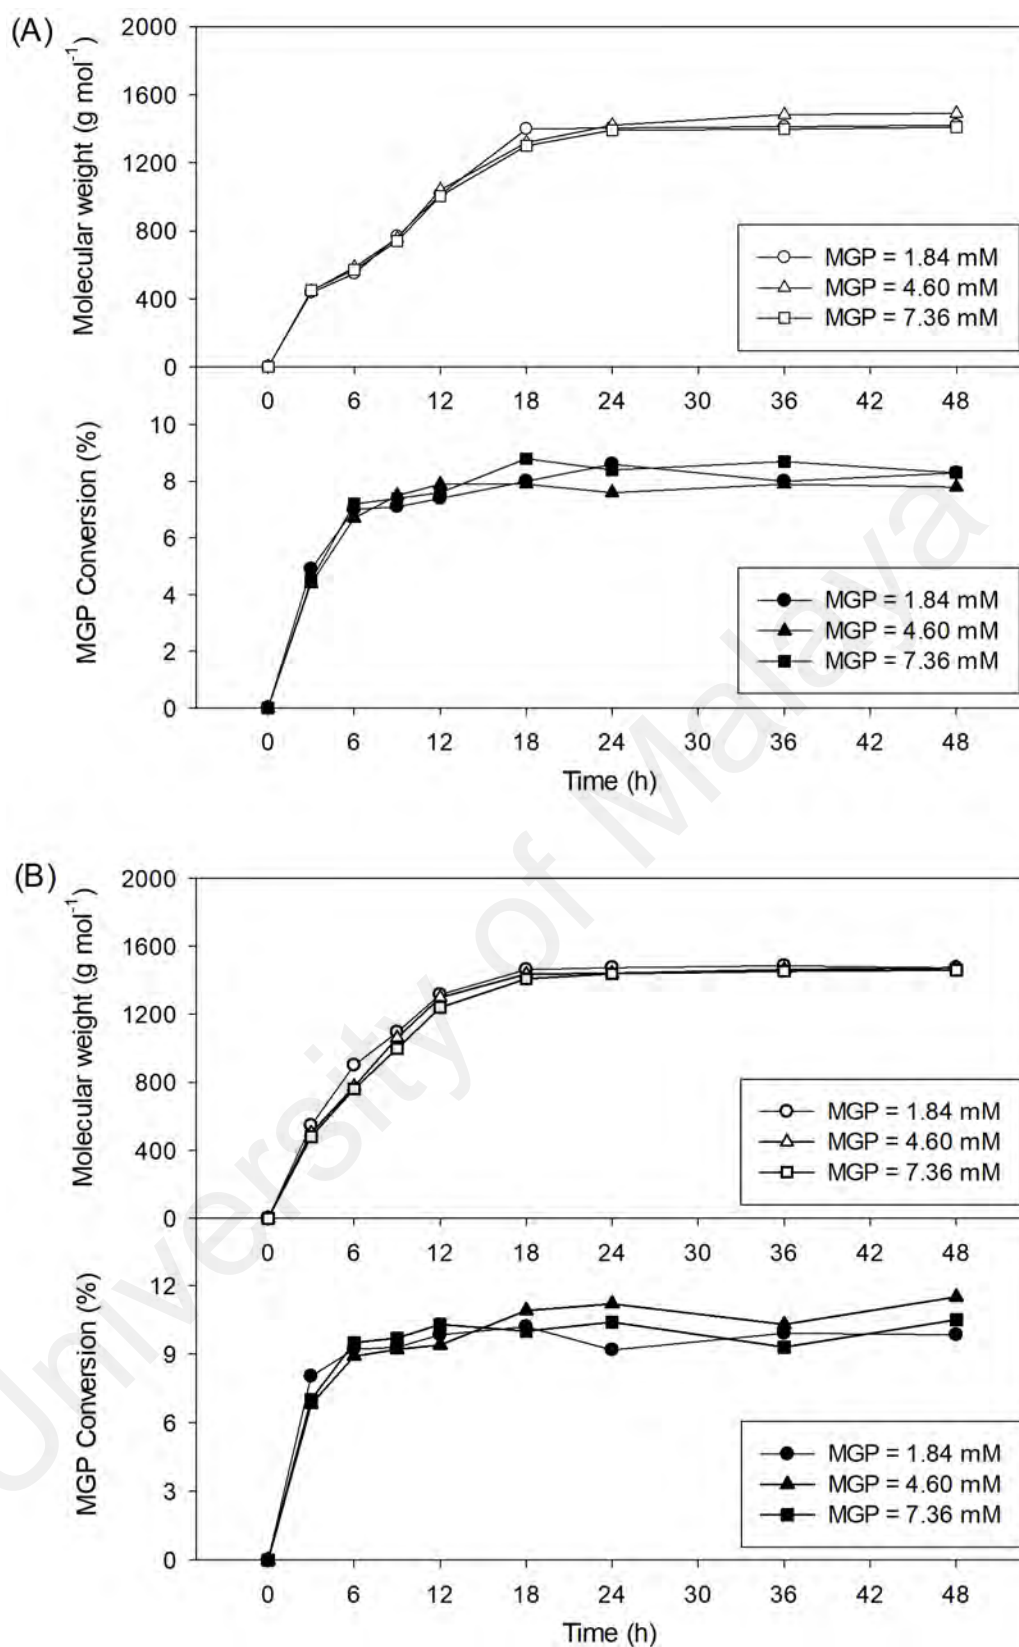 (A)
Molecular weight (g mol-1)
2000
1600
1200
800
400
0
MGP = 1.84 mM
MGP = 4.60 mM
MGP = 7.36 mM
0 6 12 18 24 30 36 42 48
MGP Conversion (%)
10
8
6
4
2
0
MGP = 1.84 mM
MGP = 4.60 mM
MGP = 7.36 mM
0 6 12 18 24 30 36 42 48
Time (h)
(B)
Molecular weight (g mol-1)
2000
1600
1200
800
400
0
MGP = 1.84 mM
MGP = 4.60 mM
MGP = 7.36 mM
0 6 12 18 24 30 36 42 48
MGP Conversion (%)
12
9
6
3
0
MGP = 1.84 mM
MGP = 4.60 mM
MGP = 7.36 mM
0 6 12 18 24 30 36 42 48
Time (h)
University of Malaya